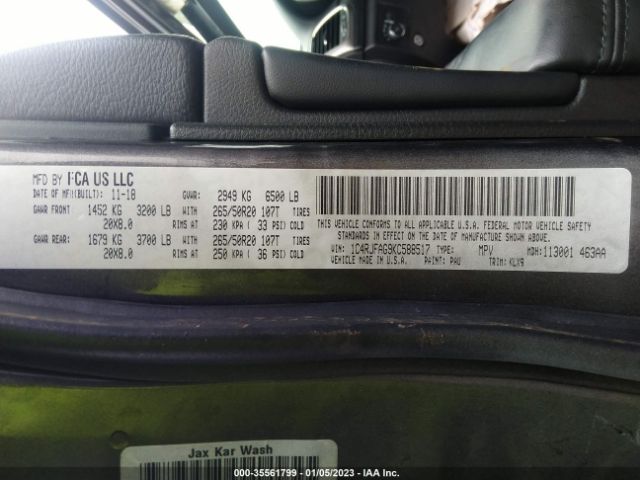 MFD BY FCA US LLC
DATE OF MFR(BUILT): 11-18 GVWR: 2949 KG 6500 LB
GAWR FRONT 1452 KG 3200 LB WITH 265/50R20 107T TIRES
20X8.0 RIMS AT 230 KPA ( 33 PSI) COLD
GAWR REAR: 1679 KG 3700 LB WITH 265/50R20 107T TIRES
20X8.0 RIMS AT 250 KPA ( 36 PSI) COLD
THIS VEHICLE CONFORMS TO ALL APPLICABLE U.S.A. FEDERAL MOTOR VEHICLE SAFETY
STANDARDS IN EFFECT ON THE DATE OF MANUFACTURE SHOWN ABOVE.
VIN: 1C4RJFAG9KC588517 TYPE: MPV MDH:113001 463AA
VEHICLE MADE IN U.S.A. PAINT: PAU TRIM: KLX9
Jax Kar Wash
000-35561799 - 01/05/2023 - IAA Inc.